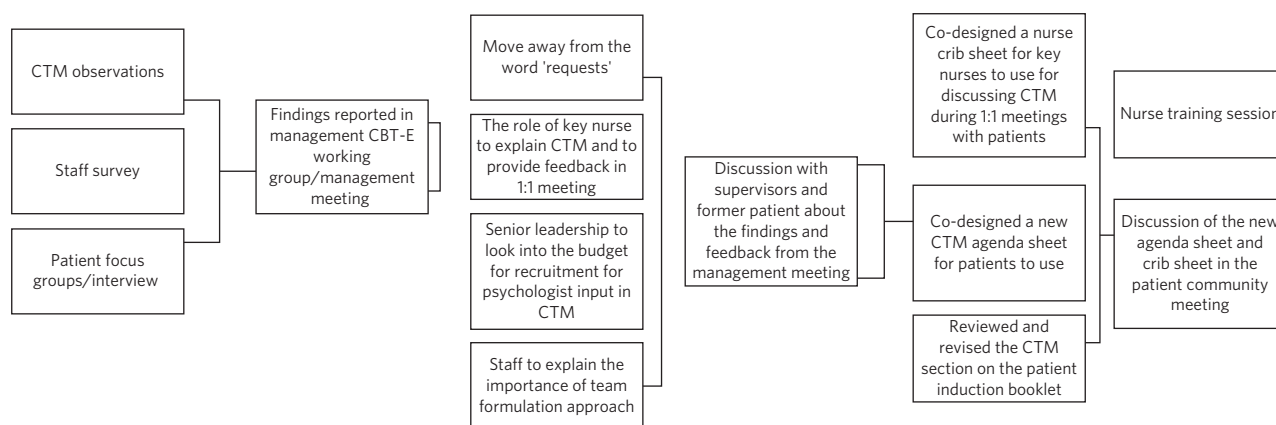 CTM observations
Staff survey
Patient focus
groups/interview
Findings reported in
management CBT-E
working
group/management
meeting
Move away from the
word 'requests'
The role of key nurse
to explain CTM and to
provide feedback in
1:1 meeting
Senior leadership to
look into the budget
for recruitment for
psychologist input in
CTM
Staff to explain the
importance of team
formulation approach
Discussion with
supervisors and
former patient about
the findings and
feedback from the
management meeting
Co-designed a nurse
crib sheet for key
nurses to use for
discussing CTM
during 1:1 meetings
with patients
Co-designed a new
CTM agenda sheet
for patients to use
Reviewed and
revised the CTM
section on the patient
induction booklet
Nurse training session
Discussion of the new
agenda sheet and
crib sheet in the
patient community
meeting